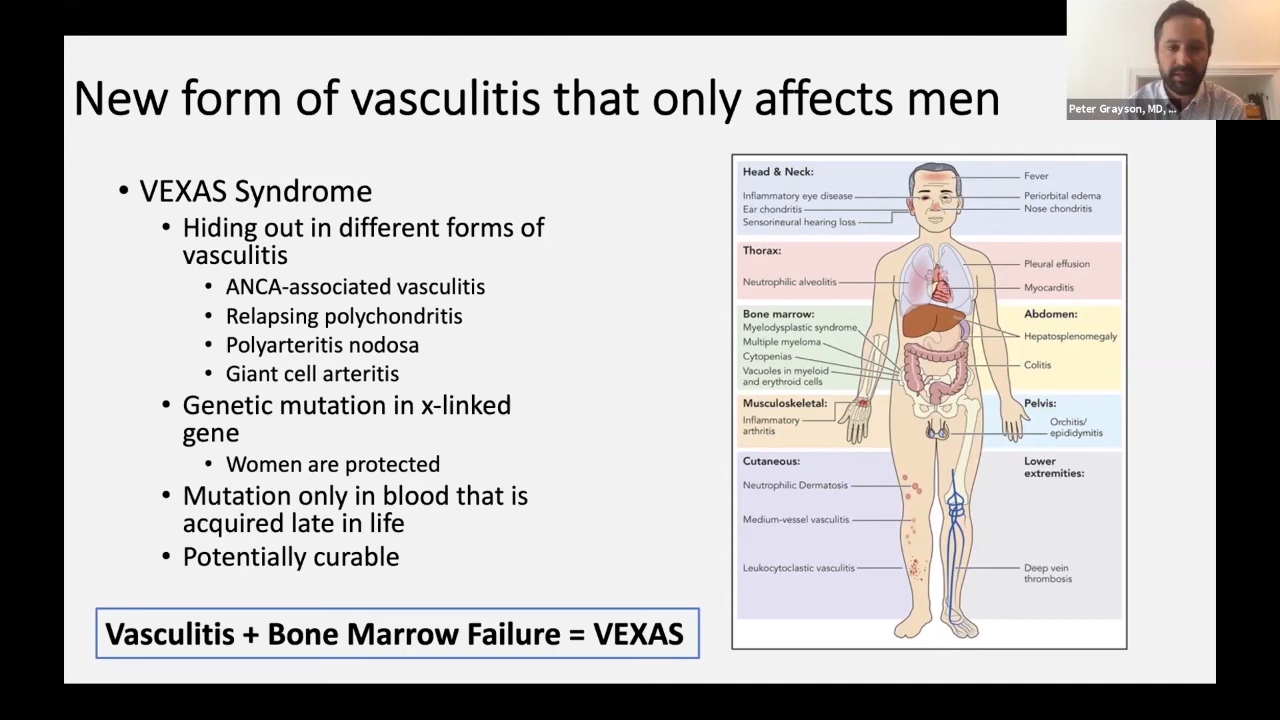 New form of vasculitis that only affects men
Peter Grayson, MD, ...
• VEXAS Syndrome
• Hiding out in different forms of
vasculitis
• ANCA-associated vasculitis
• Relapsing polychondritis
• Polyarteritis nodosa
• Giant cell arteritis
• Genetic mutation in x-linked
gene
• Women are protected
• Mutation only in blood that is
acquired late in life
• Potentially curable
Vasculitis + Bone Marrow Failure = VEXAS
Head & Neck:
Inflammatory eye disease
Ear chondritis
Sensorineural hearing loss
Fever
Periorbital edema
Nose chondritis
Thorax:
Neutrophilic alveolitis
Pleural effusion
Myocarditis
Bone marrow:
Myelodysplastic syndrome
Multiple myeloma
Cytopenias
Vacuoles in myeloid
and erythroid cells
Abdomen:
Hepatosplenomegaly
Colitis
Musculoskeletal:
Inflammatory
arthritis
Pelvis:
Orchitis/
epididymitis
Cutaneous:
Neutrophilic Dermatosis
Medium-vessel vasculitis
Leukocytoclastic vasculitis
Lower
extremities:
Deep vein
thrombosis